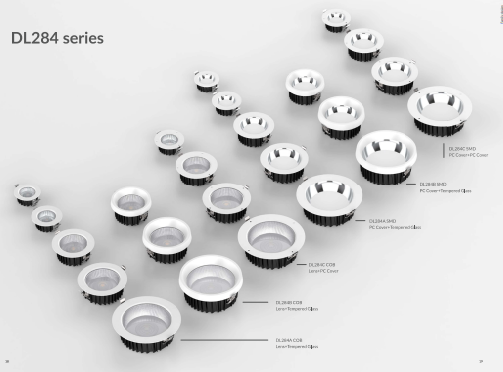 DL284 series
DL284C SMD
PC Cover+PC Cover
DL284B SMD
PC Cover+Tempered Glass
DL284A SMD
PC Cover+Tempered Glass
DL284C COB
Lens+PC Cover
DL284B COB
Lens+Tempered Glass
DL284A COB
Lens+Tempered Glass